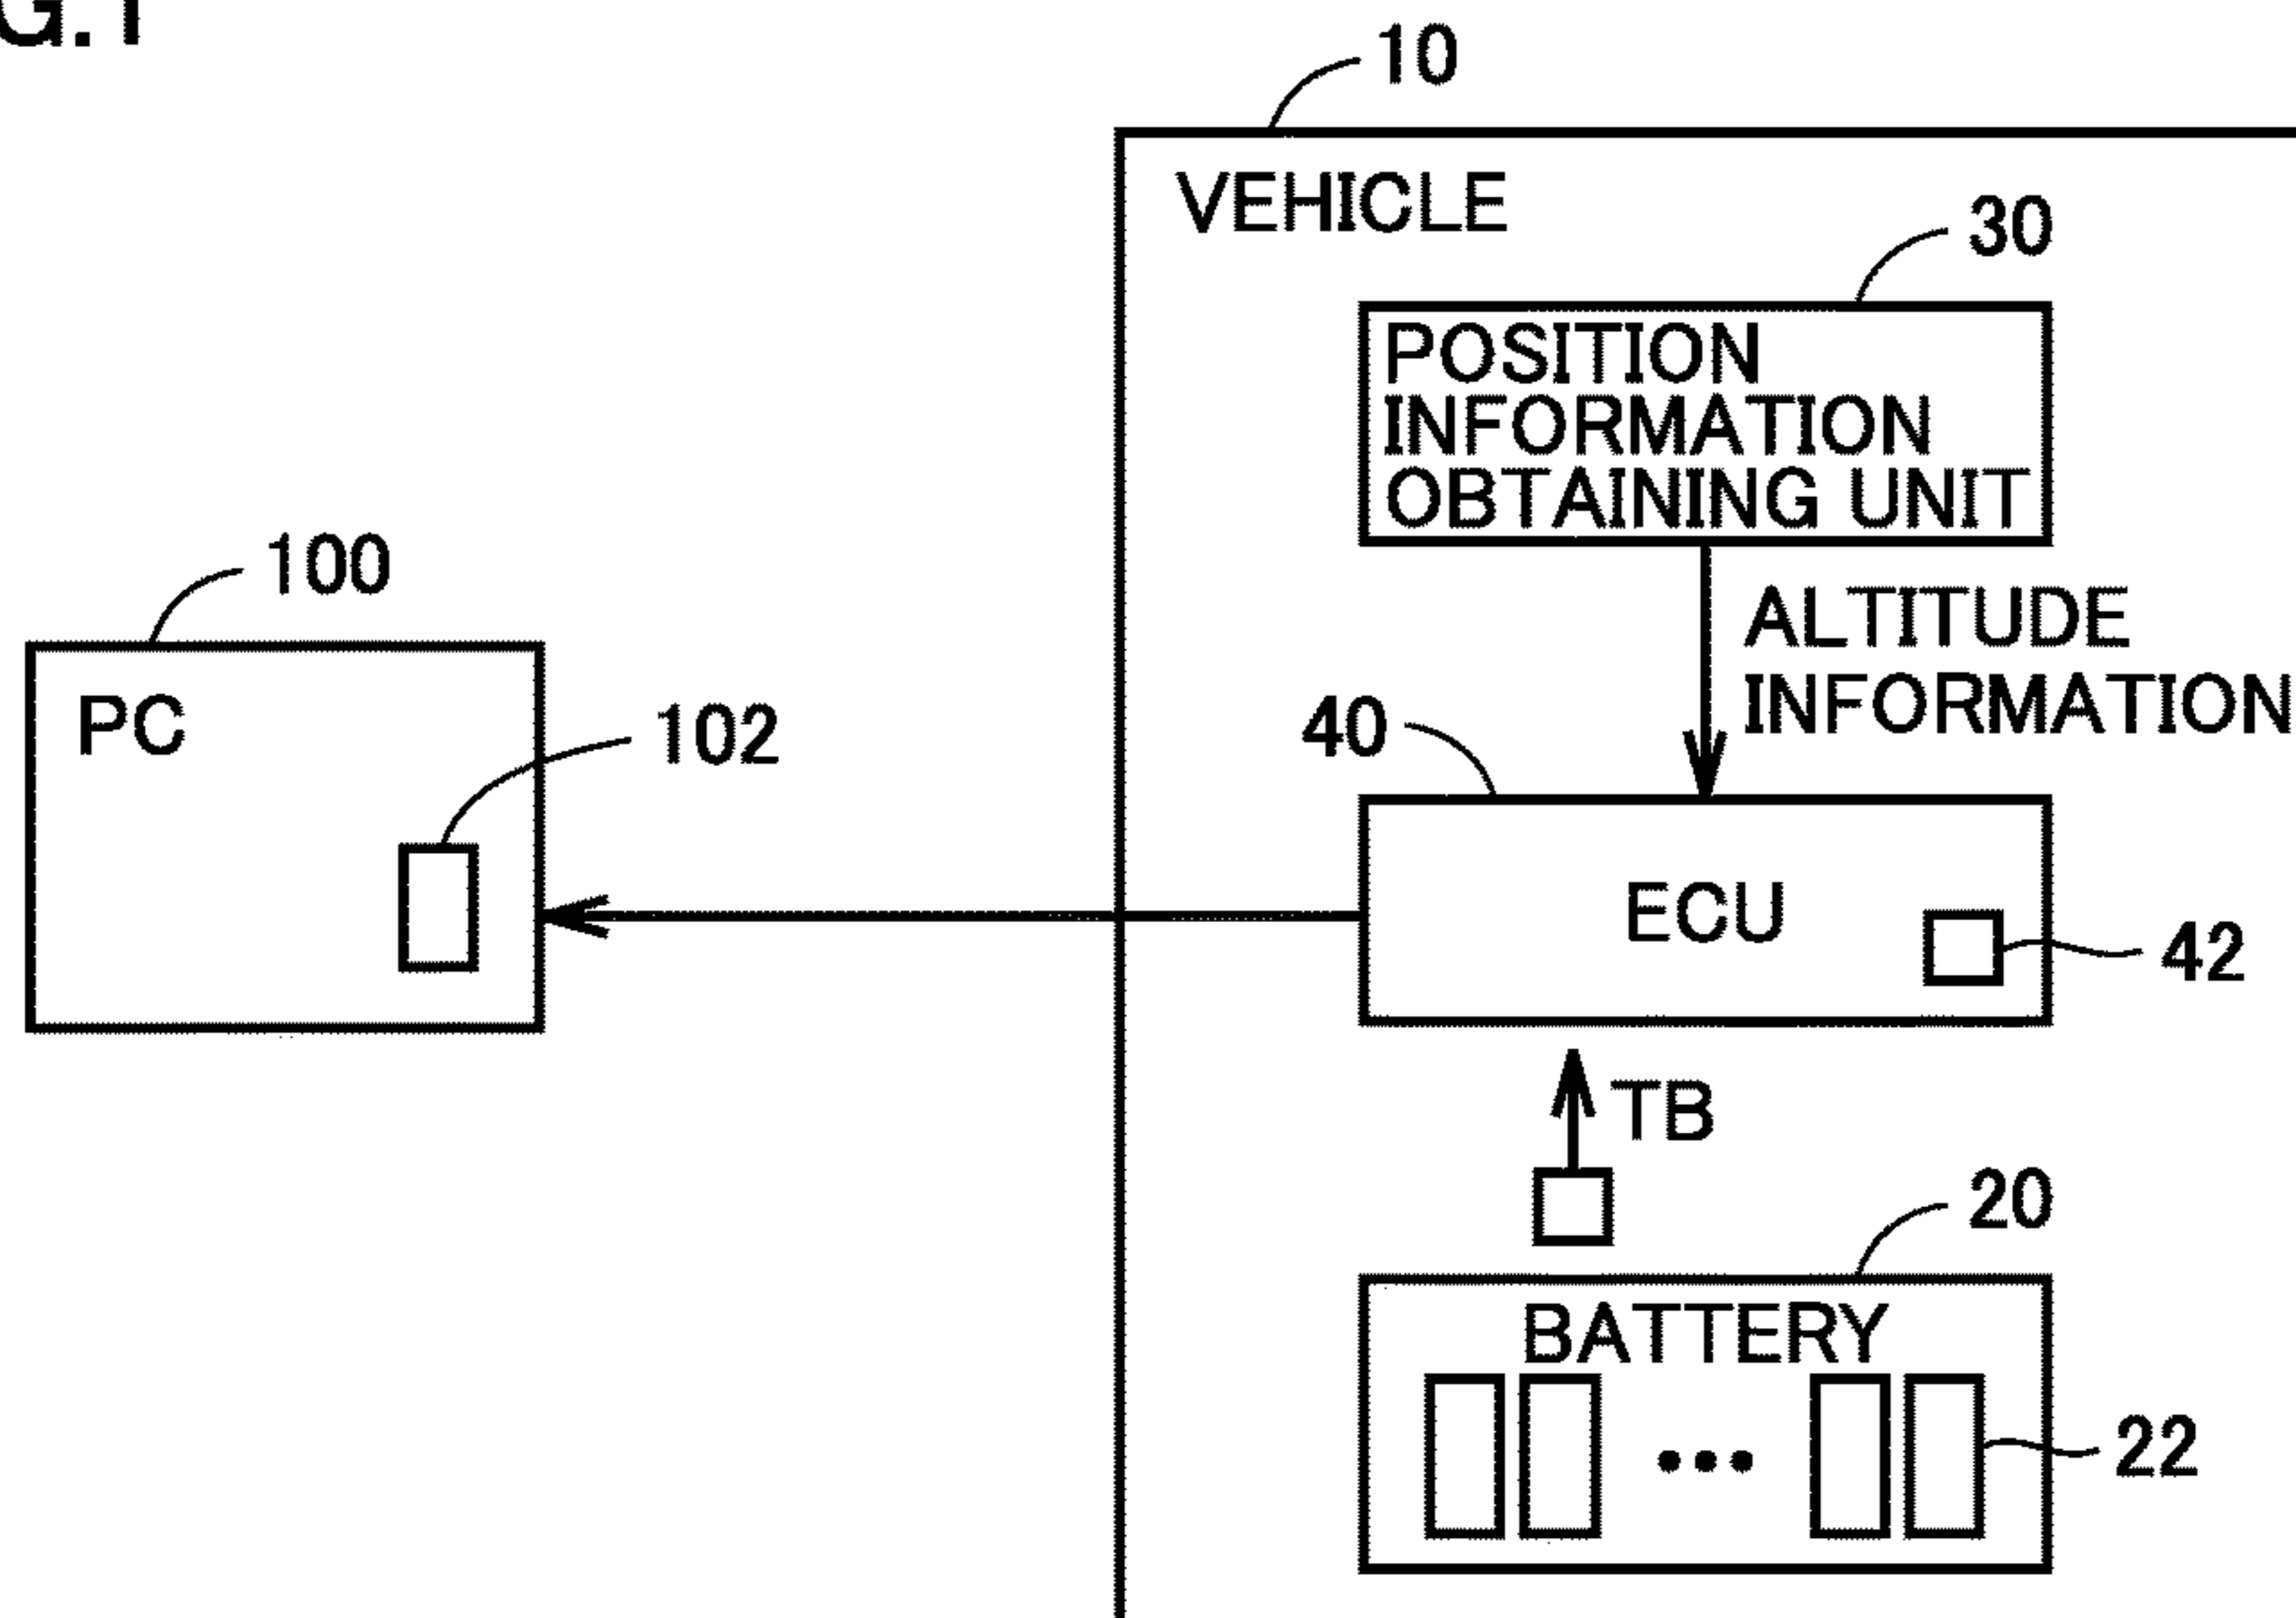 G.1
10
VEHICLE
30
POSITION
INFORMATION
OBTAINING UNIT
100
ALTITUDE
INFORMATION
PC
102
40
ECU
42
TB
20
BATTERY
22